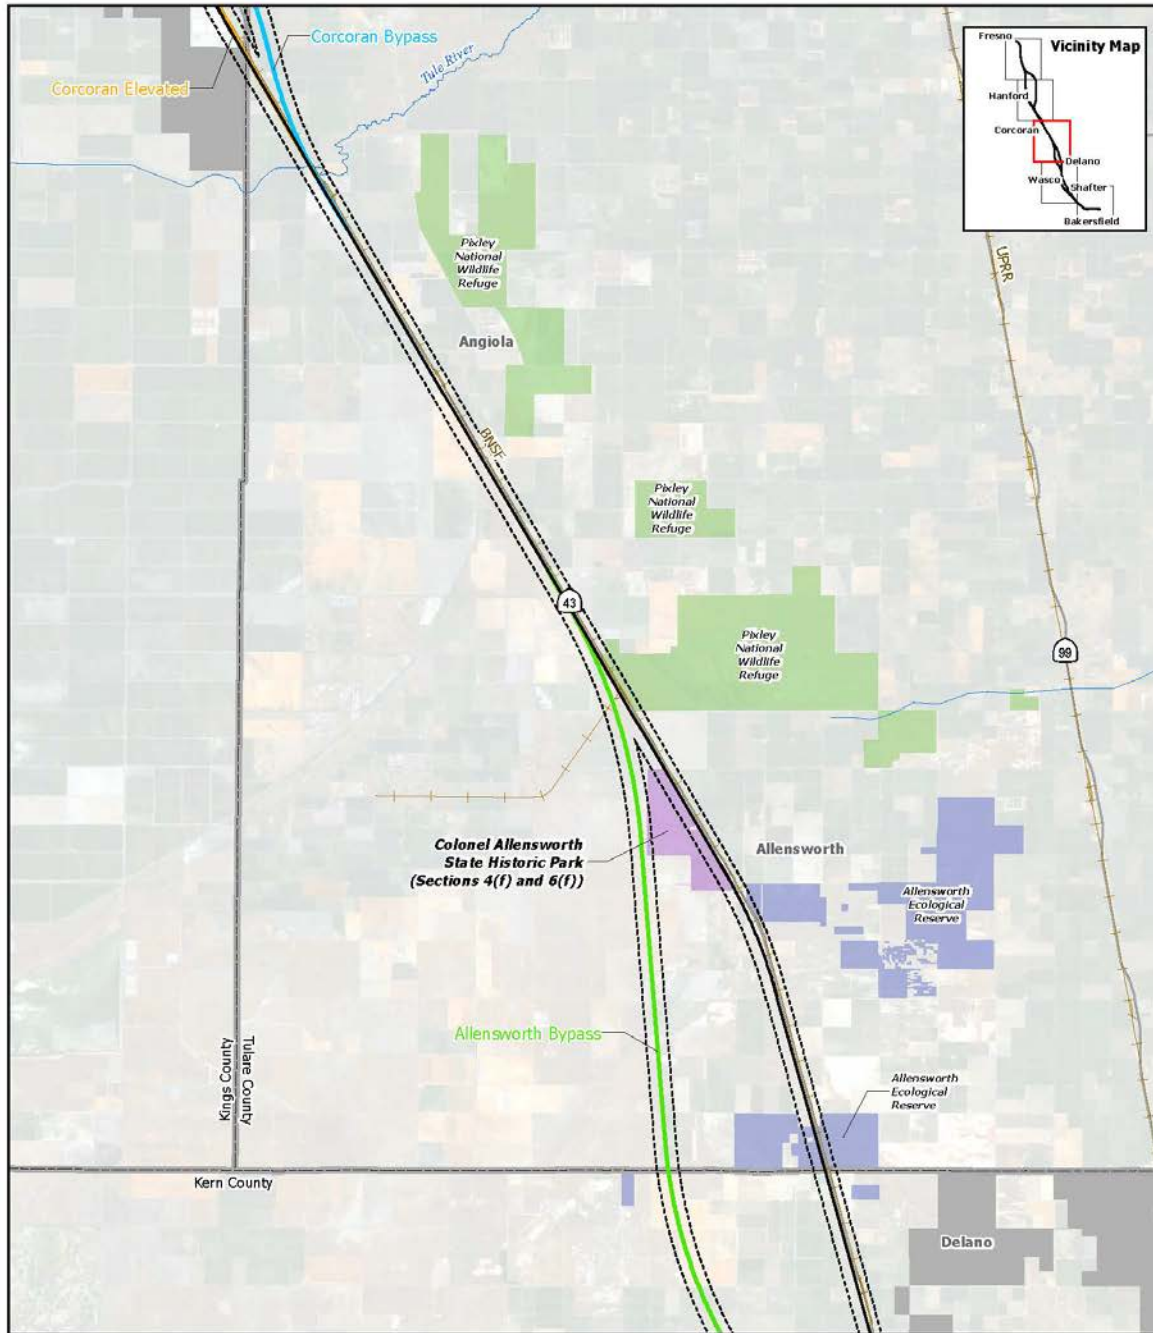 Corcoran Bypass
Corcoran Elevated
Tule River
Vicinity Map
Fresno
Hanford
Corcoran
Delano
Wasco
Shafter
Bakersfield
UPRR
Pixley
National
Wildlife
Refuge
Angiola
BNSF
Pixley
National
Wildlife
Refuge
43
Pixley
National
Wildlife
Refuge
99
Colonel Allensworth
State Historic Park
(Sections 4(f) and 6(f))
Allensworth
Allensworth
Ecological
Reserve
Allensworth Bypass
Kings County
Tulare County
Allensworth
Ecological
Reserve
Kern County
Delano